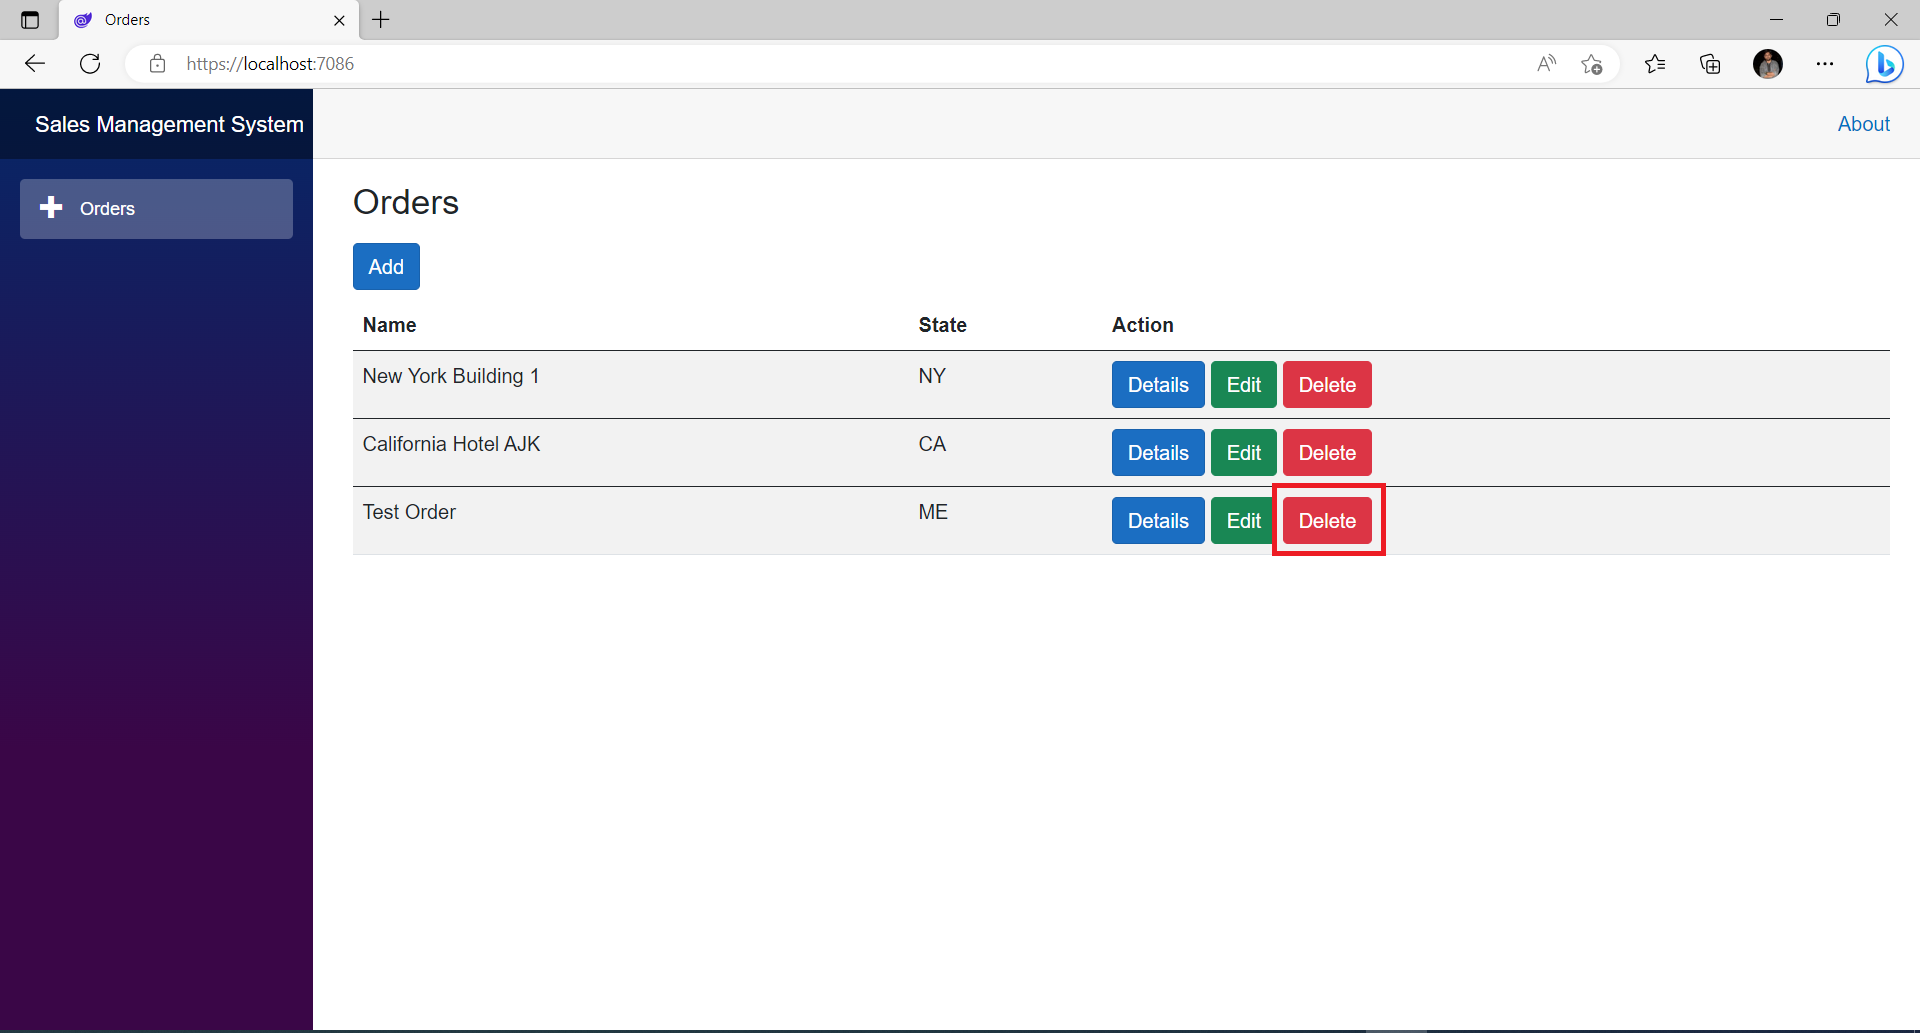 Orders
https://localhost:7086
Sales Management System
About
Orders
Orders
Add
Name State Action
New York Building 1 NY Details Edit Delete
California Hotel AJK CA Details Edit Delete
Test Order ME Details Edit Delete